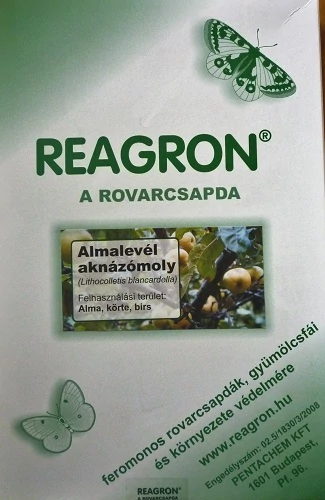 REAGRON®
A ROVARCSAPDA
Almalevél
aknázómoly
(Lithocolletis blancardella)
Felhasználási terület:
Alma, körte, birs
feromonos rovarcsapdák, gyümölcsfái
és környezete védelmére
www.reagron.hu
Engedélyszám: 02.5/1830/3/2008
PENTACHEM KFT
1601 Budapest,
Pf. 96.
REAGRON®
A ROVARCSAPDA